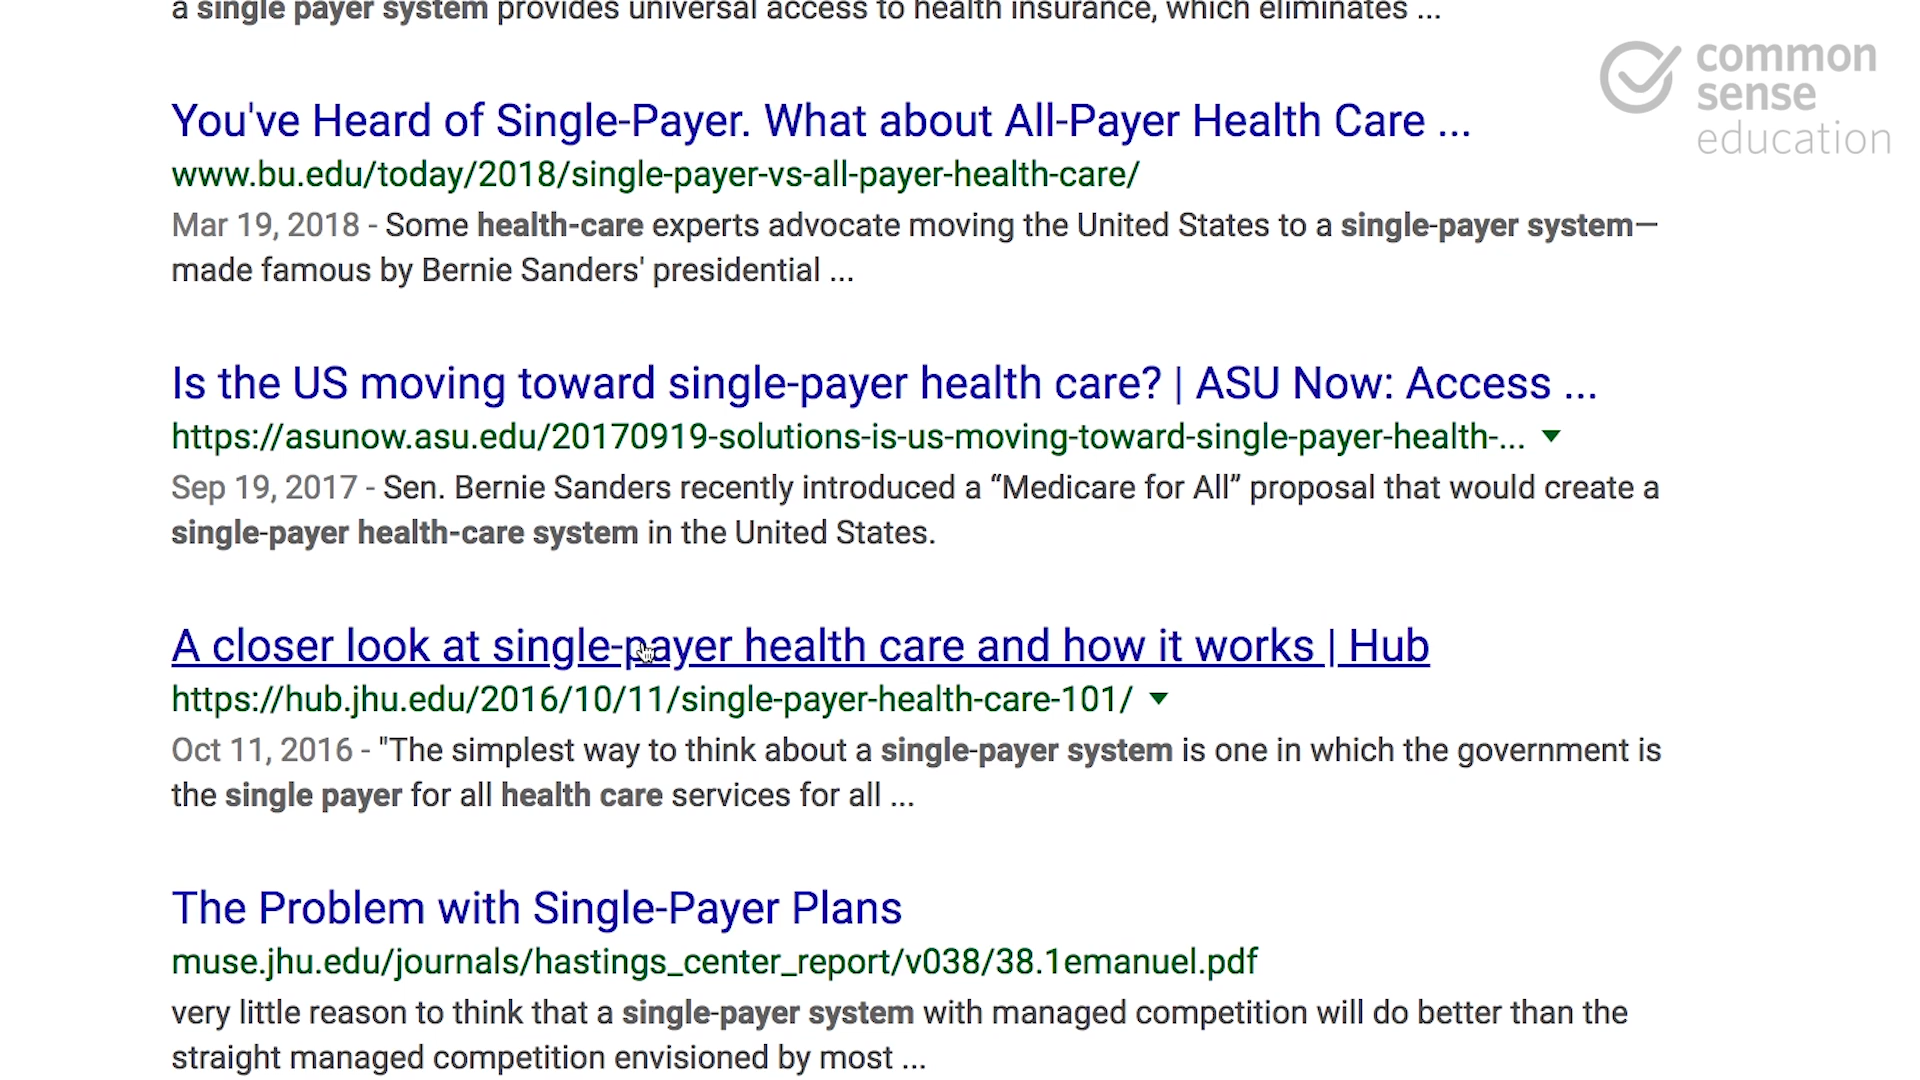 a single payer system provides universal access to health insurance, which eliminates ...
common
sense
education
You've Heard of Single-Payer. What about All-Payer Health Care ...
www.bu.edu/today/2018/single-payer-vs-all-payer-health-care/
Mar 19, 2018 - Some health-care experts advocate moving the United States to a single-payer system—
made famous by Bernie Sanders' presidential ...
Is the US moving toward single-payer health care? | ASU Now: Access ...
https://asunow.asu.edu/20170919-solutions-is-us-moving-toward-single-payer-health-...
Sep 19, 2017 - Sen. Bernie Sanders recently introduced a “Medicare for All” proposal that would create a
single-payer health-care system in the United States.
A closer look at single-payer health care and how it works | Hub
https://hub.jhu.edu/2016/10/11/single-payer-health-care-101/
Oct 11, 2016 - "The simplest way to think about a single-payer system is one in which the government is
the single payer for all health care services for all ...
The Problem with Single-Payer Plans
muse.jhu.edu/journals/hastings_center_report/v038/38.1emanuel.pdf
very little reason to think that a single-payer system with managed competition will do better than the
straight managed competition envisioned by most ...